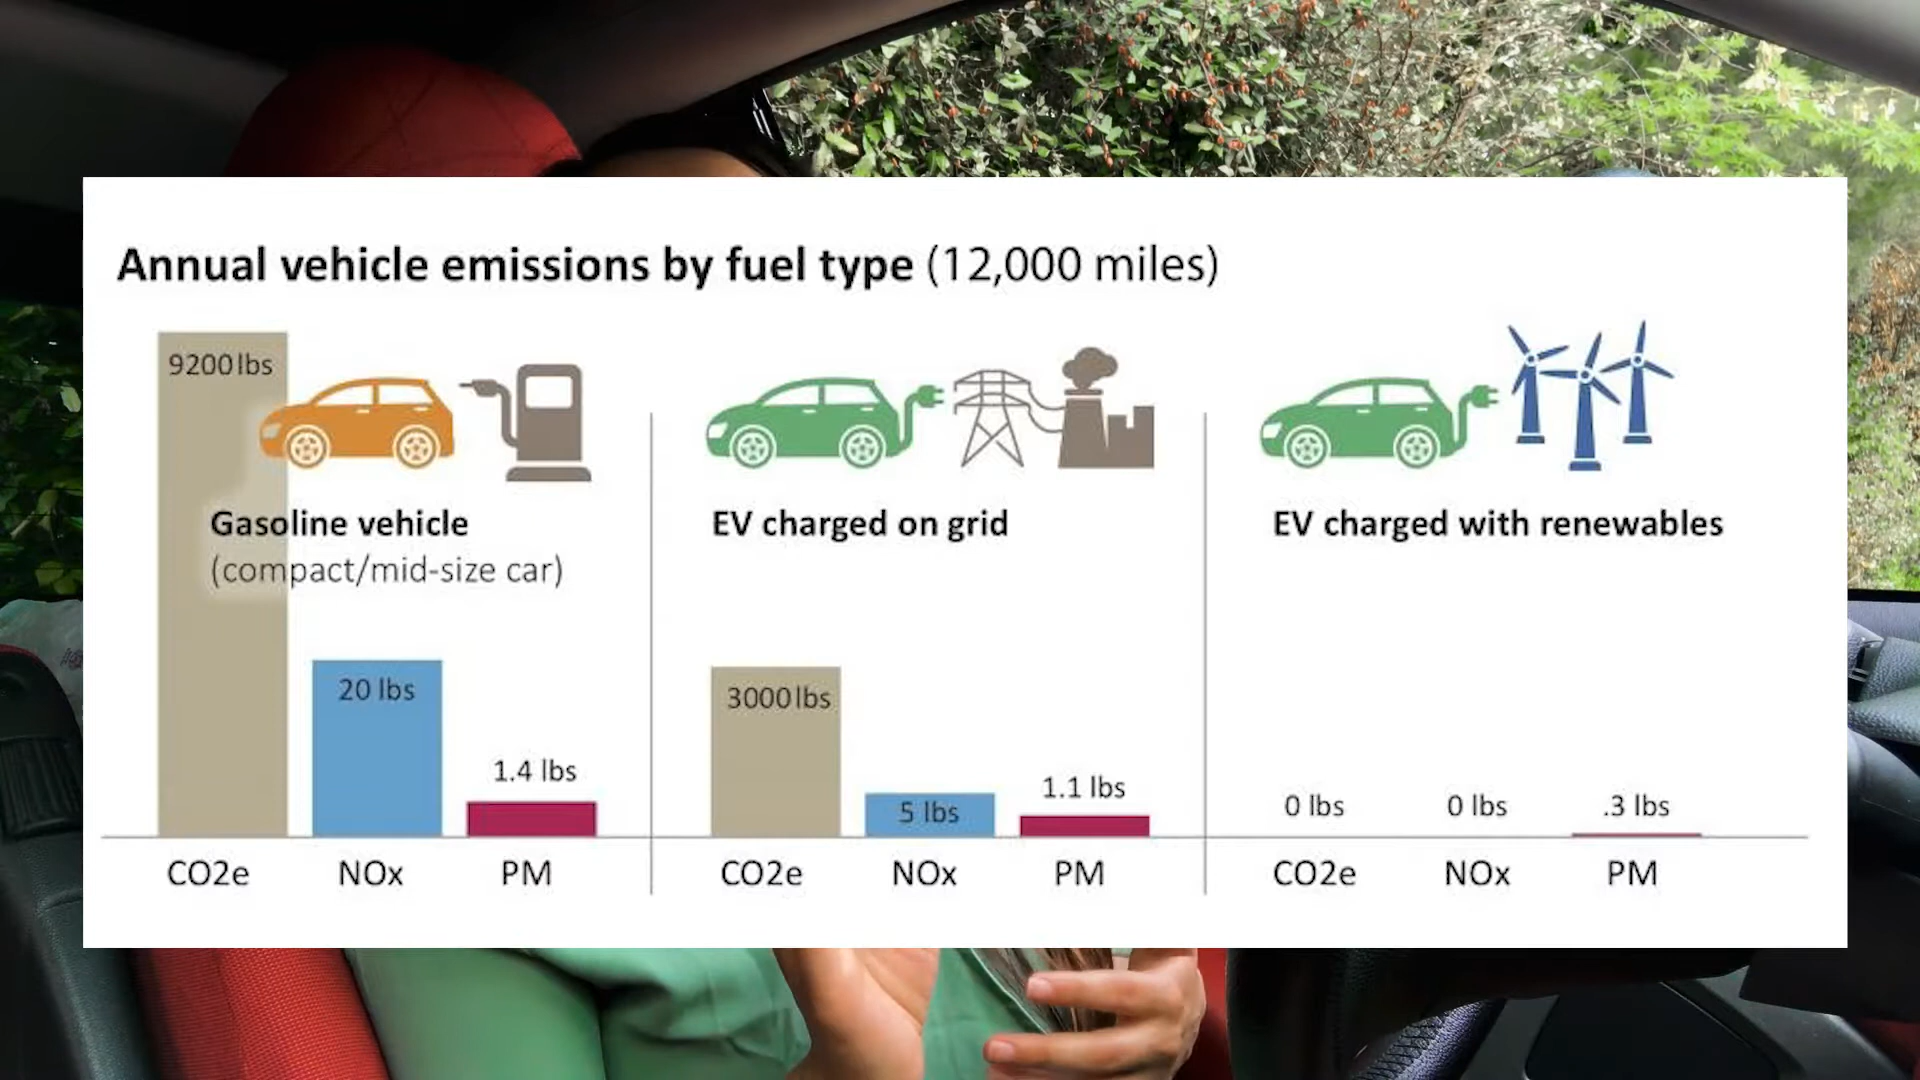 Annual vehicle emissions by fuel type (12,000 miles)
9200 lbs
Gasoline vehicle
(compact/mid-size car)
20 lbs
1.4 lbs
CO2e NOx PM
EV charged on grid
3000 lbs
5 lbs
1.1 lbs
CO2e NOx PM
EV charged with renewables
0 lbs 0 lbs .3 lbs
CO2e NOx PM